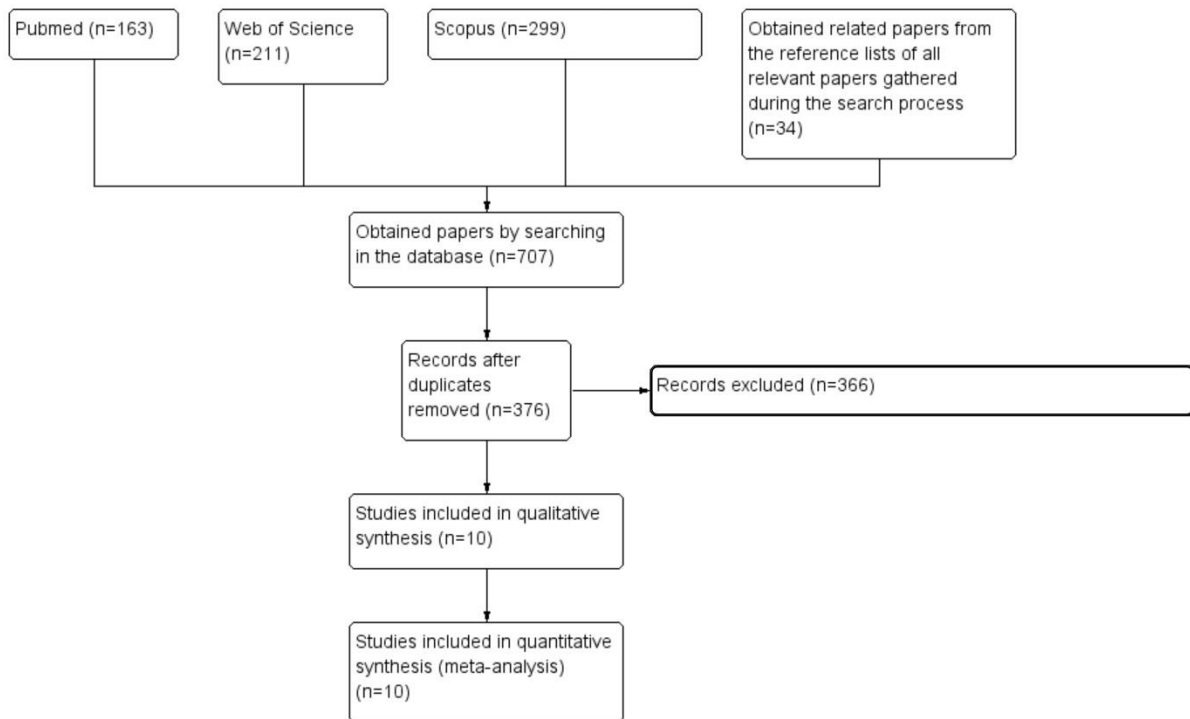 Pubmed (n=163)
Web of Science
(n=211)
Scopus (n=299)
Obtained related papers from
the reference lists of all
relevant papers gathered
during the search process
(n=34)
Obtained papers by searching
in the database (n=707)
Records after
duplicates
removed (n=376)
Records excluded (n=366)
Studies included in qualitative
synthesis (n=10)
Studies included in quantitative
synthesis (meta-analysis)
(n=10)